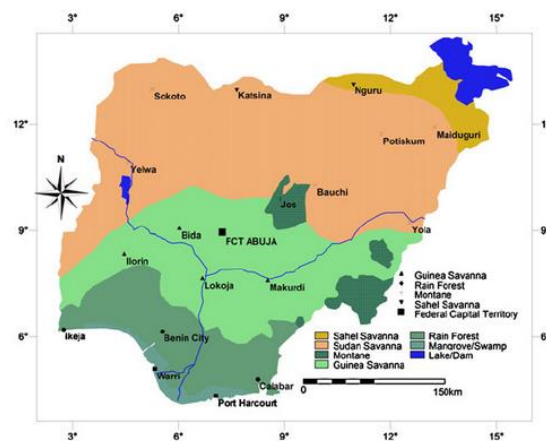 3° 6° 9° 12° 15°
Sokoto Katsina Nguru
12° 12°
Potiskum Maiduguri
N
Yelwa
Bauchi
Jos
9° Bida FCT ABUJA Yola 9°
Ilorin
Lokoja Makurdi
Guinea Savanna
Rain Forest
Montane
Sahel Savanna
Federal Capital Territory
6° Ikeja Benin City 6°
Sahel Savanna Rain Forest
Sudan Savanna Mangrove/Swamp
Montane Lake/Dam
Guinea Savanna
Warri Calabar
Port Harcourt
0 150km
3° 6° 9° 12° 15°